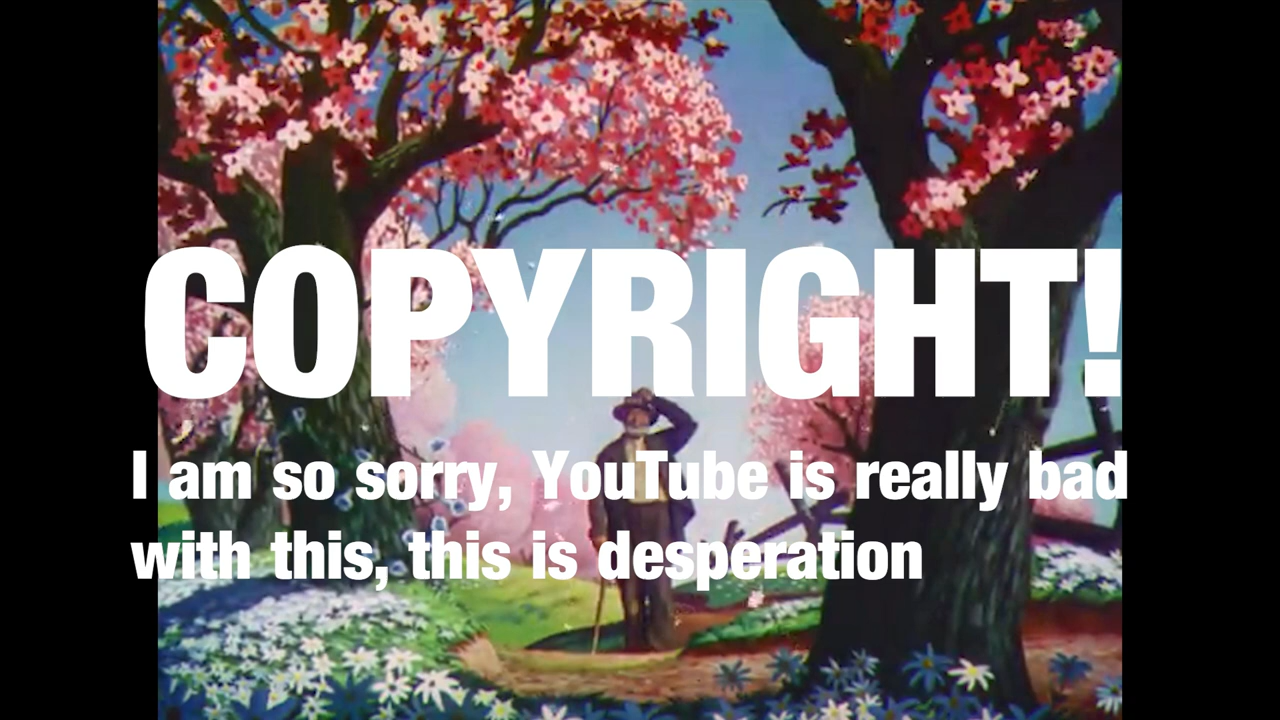 COPYRIGHT!
I am so sorry, YouTube is really bad
with this, this is desperation